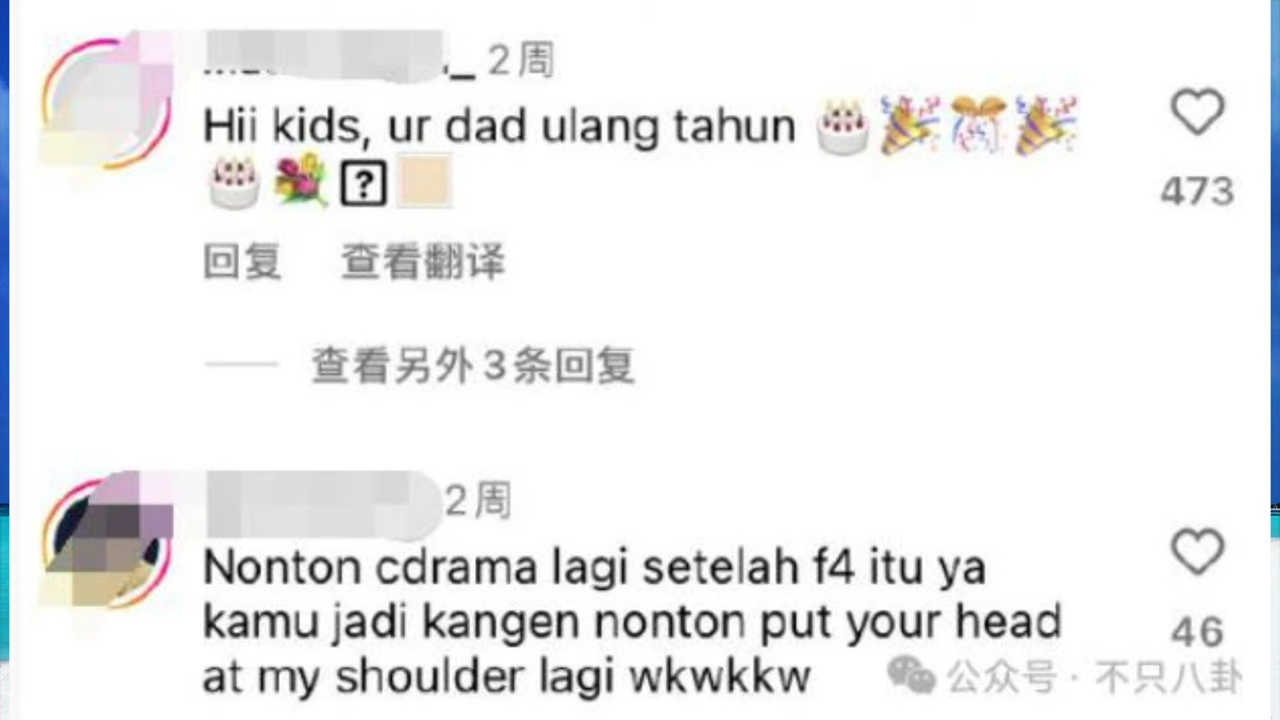 2周
Hii kids, ur dad ulang tahun 🎂🎉🎊🎉
🎂💐
回复 查看翻译
473
查看另外3条回复
2周
Nonton cdrama lagi setelah f4 itu ya
kamu jadi kangen nonton put your head
at my shoulder lagi wkwkkw
46
公众号·不只八卦